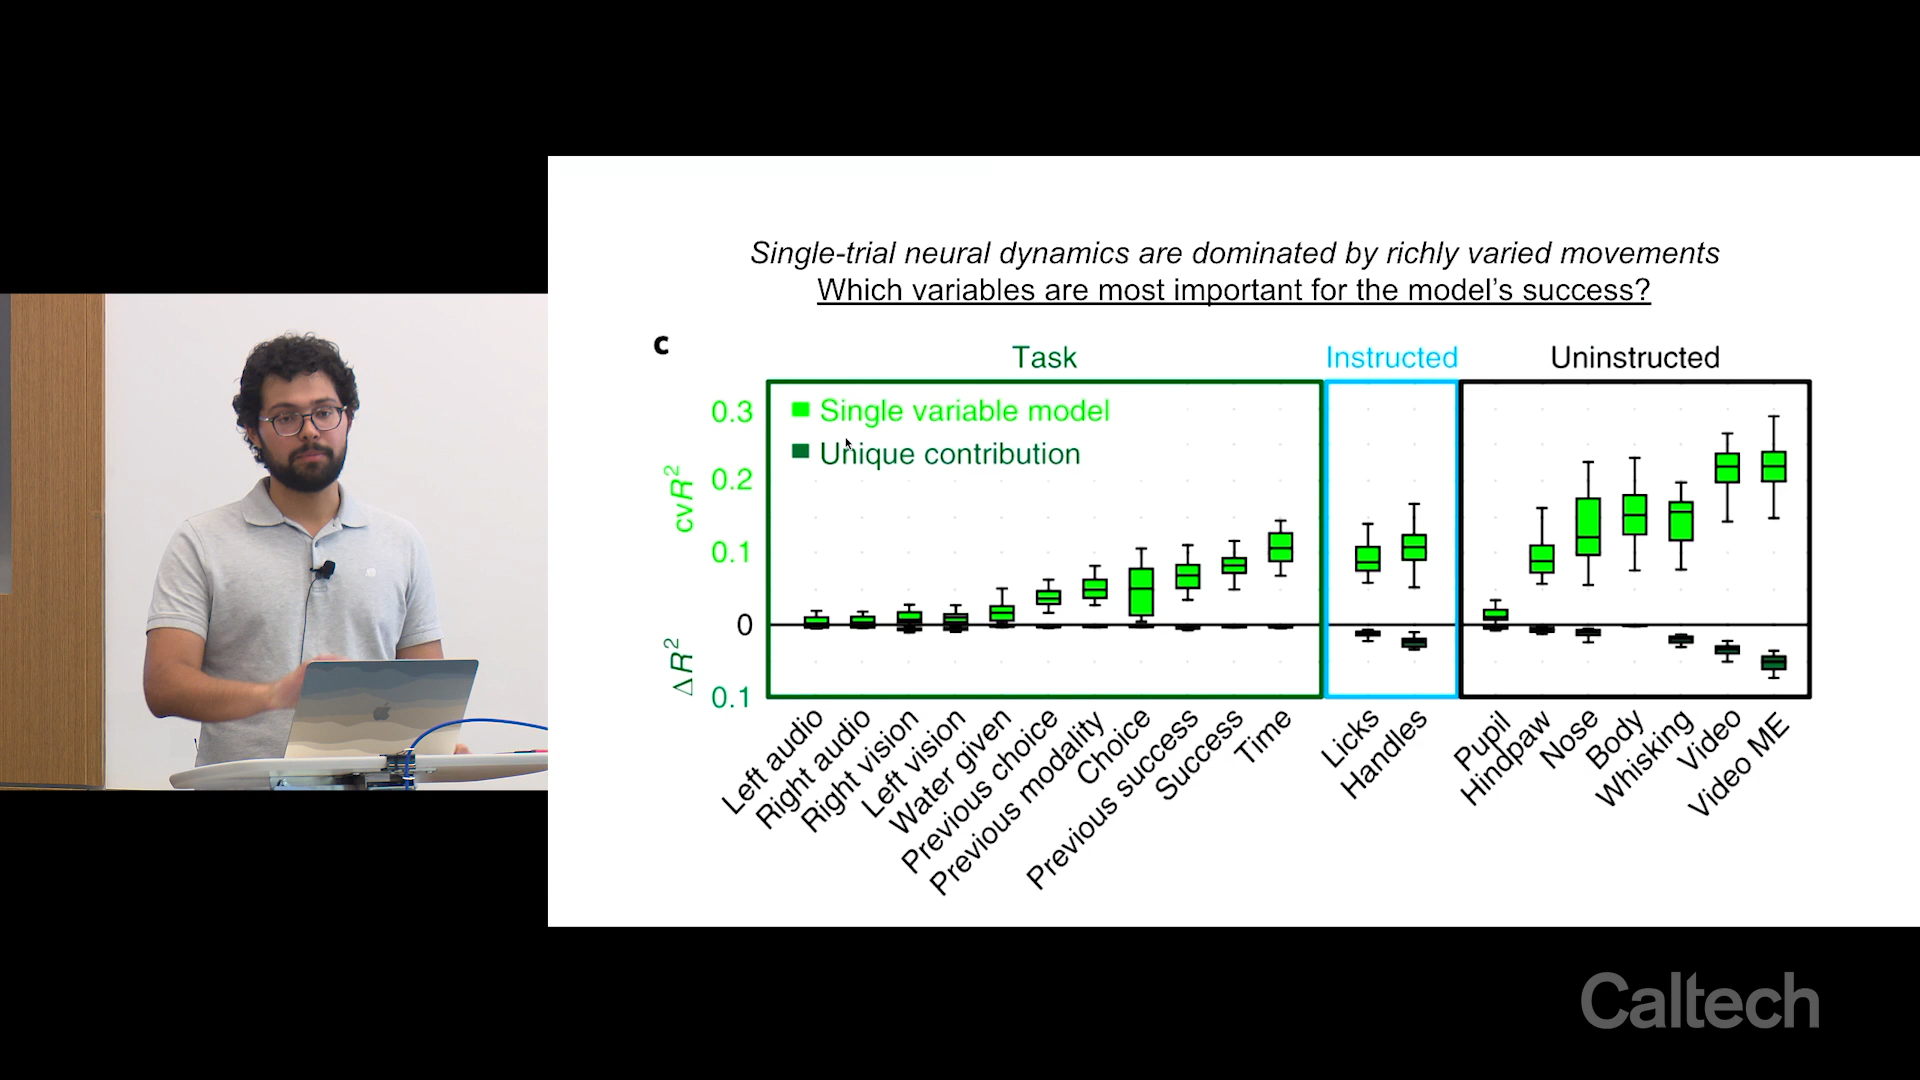 Single-trial neural dynamics are dominated by richly varied movements
Which variables are most important for the model's success?
c
Task
Instructed
Uninstructed
Single variable model
Unique contribution
cvR²
0.3
0.2
0.1
0
ΔR²
0.1
Left audio
Right audio
Right vision
Left vision
Water given
Previous choice
Previous modality
Choice
Previous success
Success
Time
Licks
Handles
Pupil
Hindpaw
Nose
Body
Whisking
Video
Video ME
Caltech